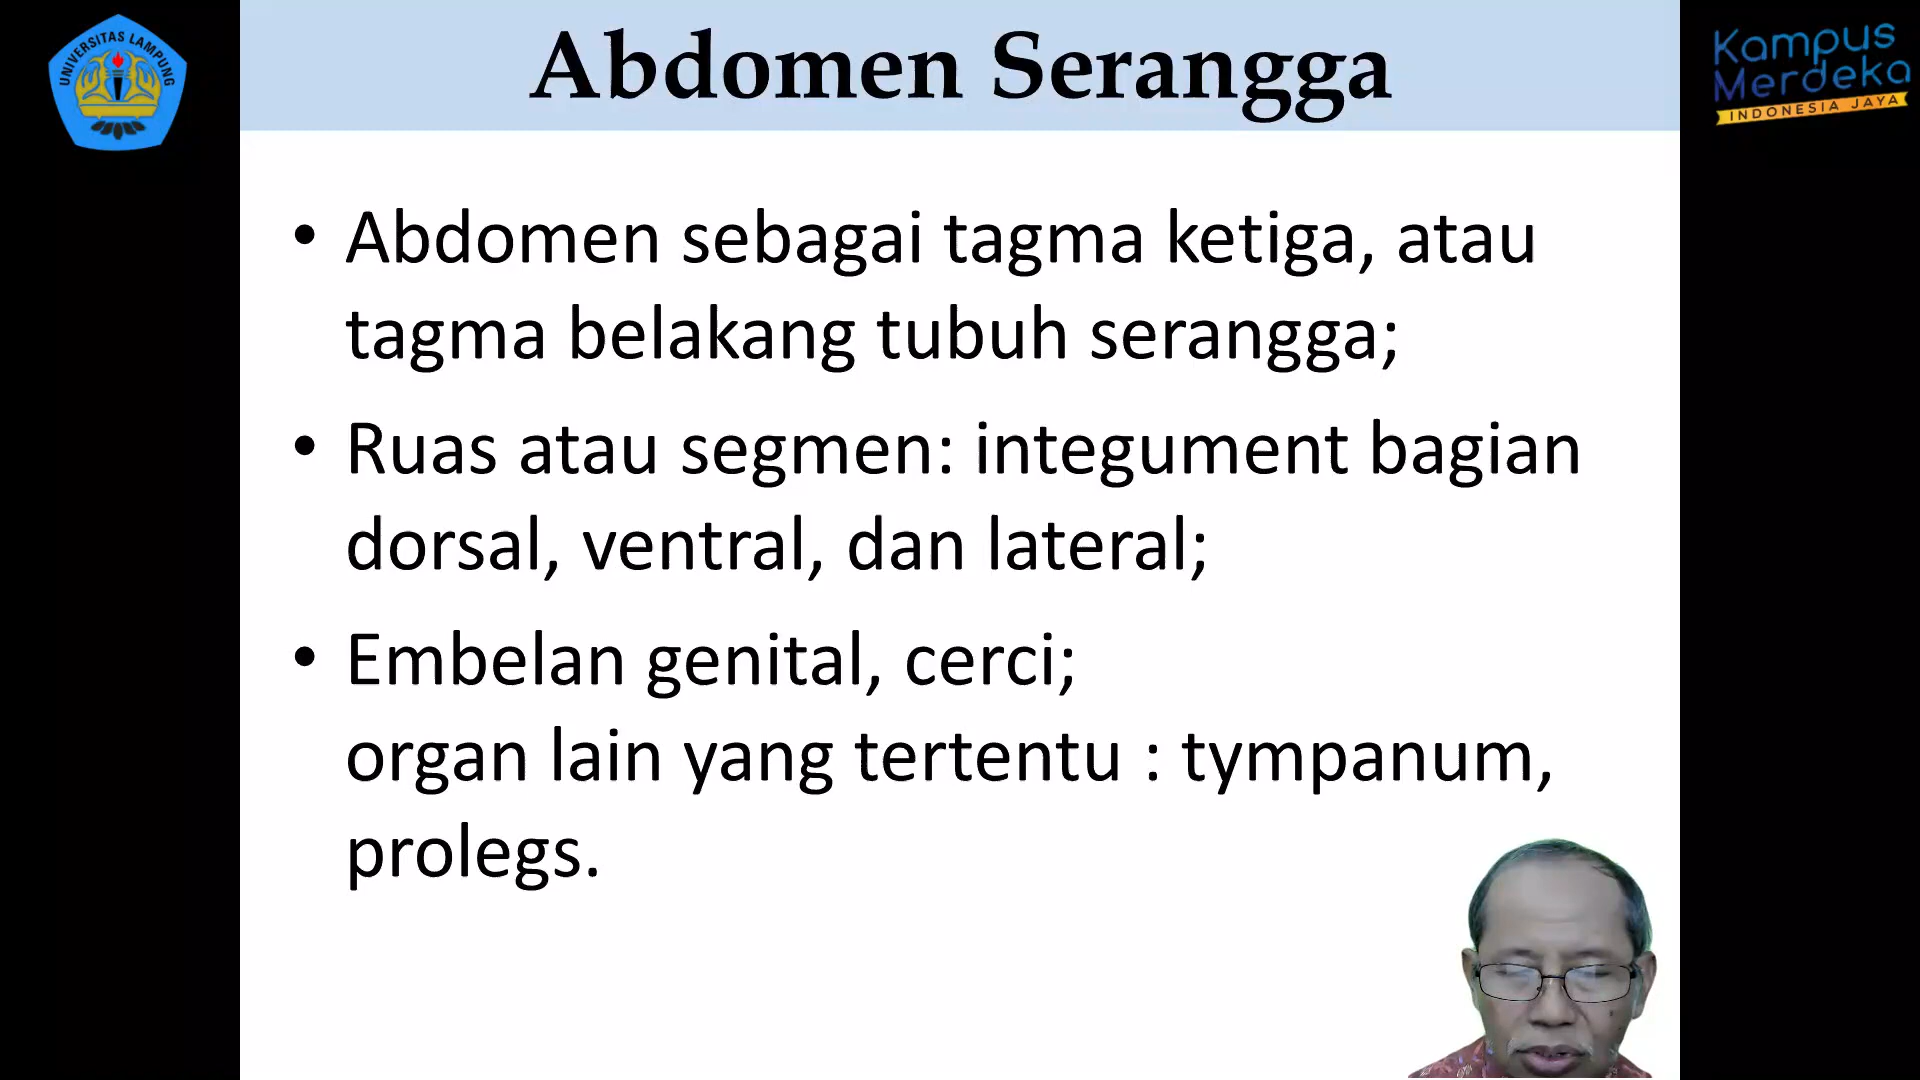 UNIVERSITAS LAMPUNG
Abdomen Serangga
Kampus
Merdeka
INDONESIA JAYA
• Abdomen sebagai tagma ketiga, atau
tagma belakang tubuh serangga;
• Ruas atau segmen: integument bagian
dorsal, ventral, dan lateral;
• Embelan genital, cerci;
organ lain yang tertentu : tympanum,
prolegs.